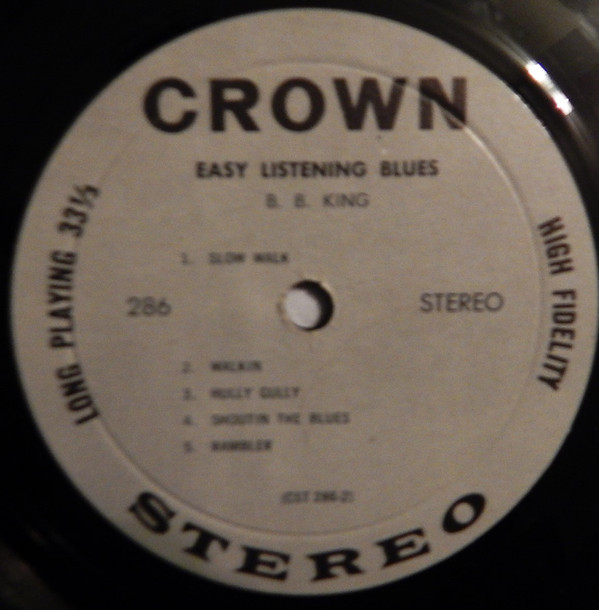 CROWN
EASY LISTENING BLUES
B. B. KING
1. SLOW WALK
LONG PLAYING 33⅓
286
STEREO
HIGH FIDELITY
2. WALKIN
3. HULLY GULLY
4. SHOUTIN THE BLUES
5. RAMBLER
(CST 286-2)
STEREO